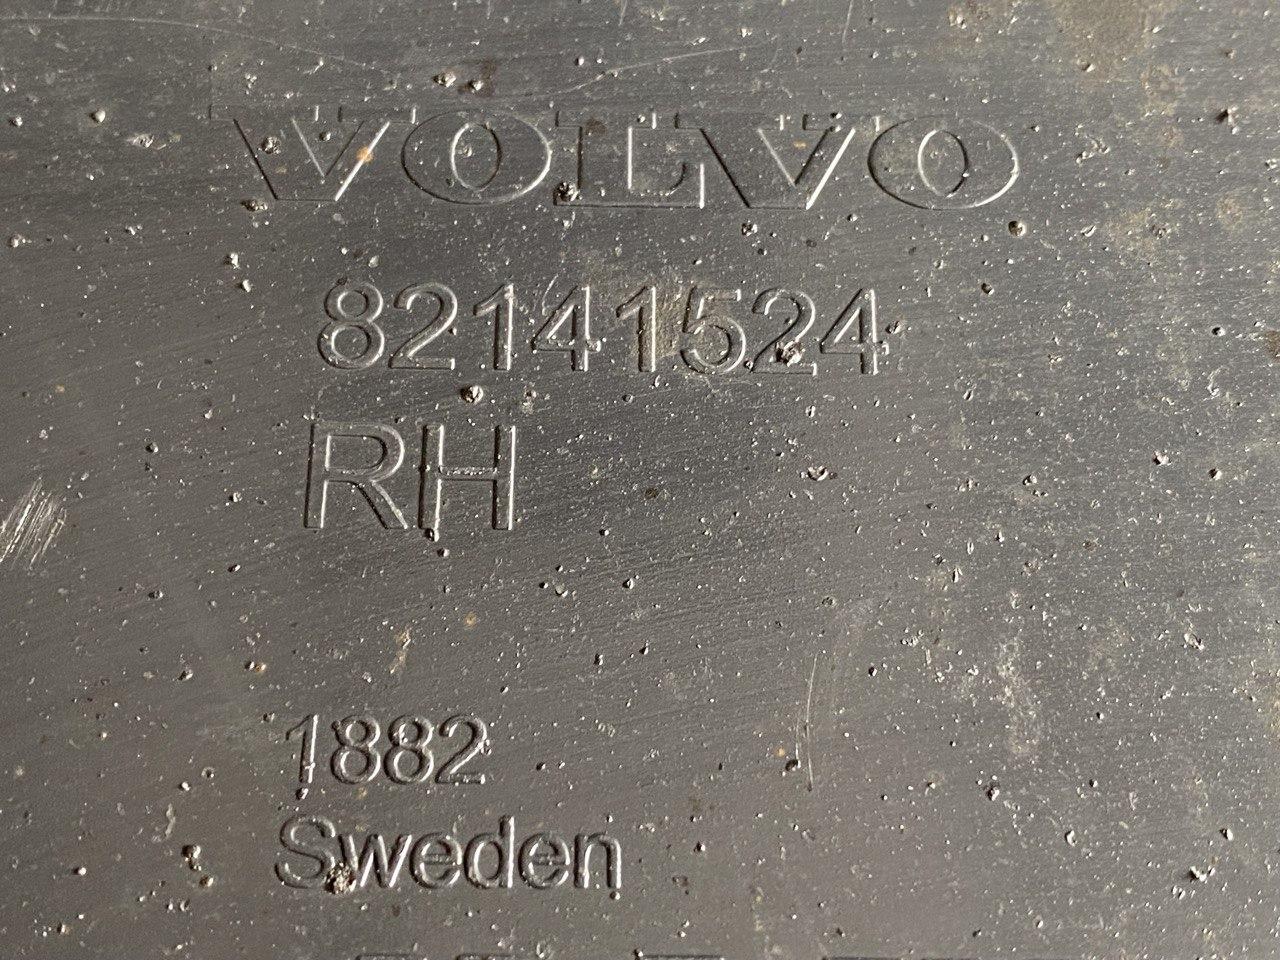 VOLVO
82141524
RH
1882
Sweden